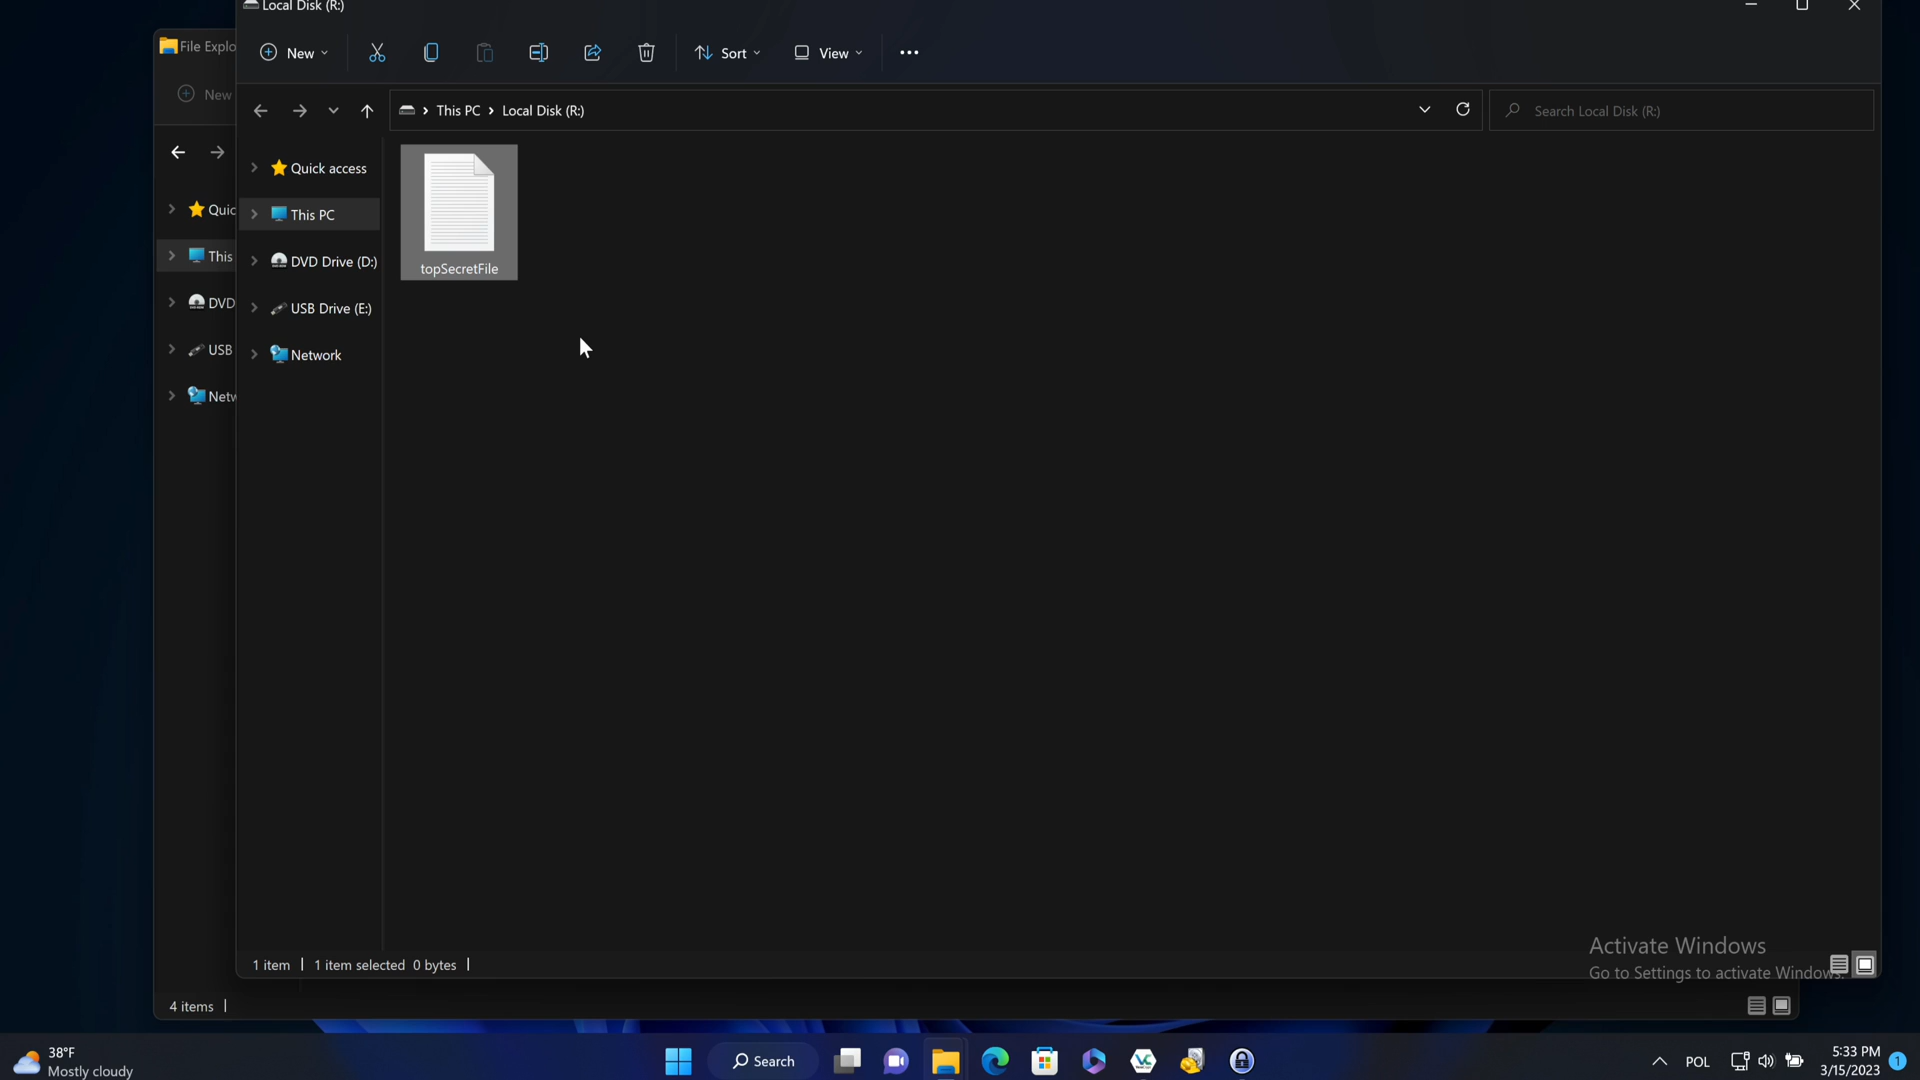 Local Disk (R:)
File Explo
New
Sort
View
New
This PC
Local Disk (R:)
Search Local Disk (R:)
Quick access
This PC
DVD Drive (D:)
USB Drive (E:)
Network
Quic
This
DVD
USB
Netw
topSecretFile
1 item
1 item selected 0 bytes
Activate Windows
Go to Settings to activate Windows.
4 items
38°F
Mostly cloudy
Search
VC
POL
5:33 PM
3/15/2023
1